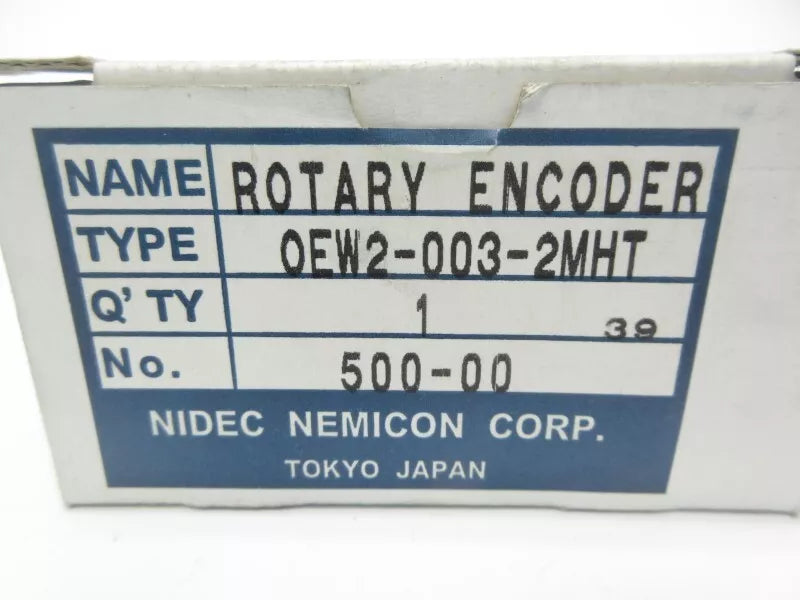 NAME ROTARY ENCODER
TYPE OEW2-003-2MHT
Q'TY 1 39
No. 500-00
NIDEC NEMICON CORP.
TOKYO JAPAN